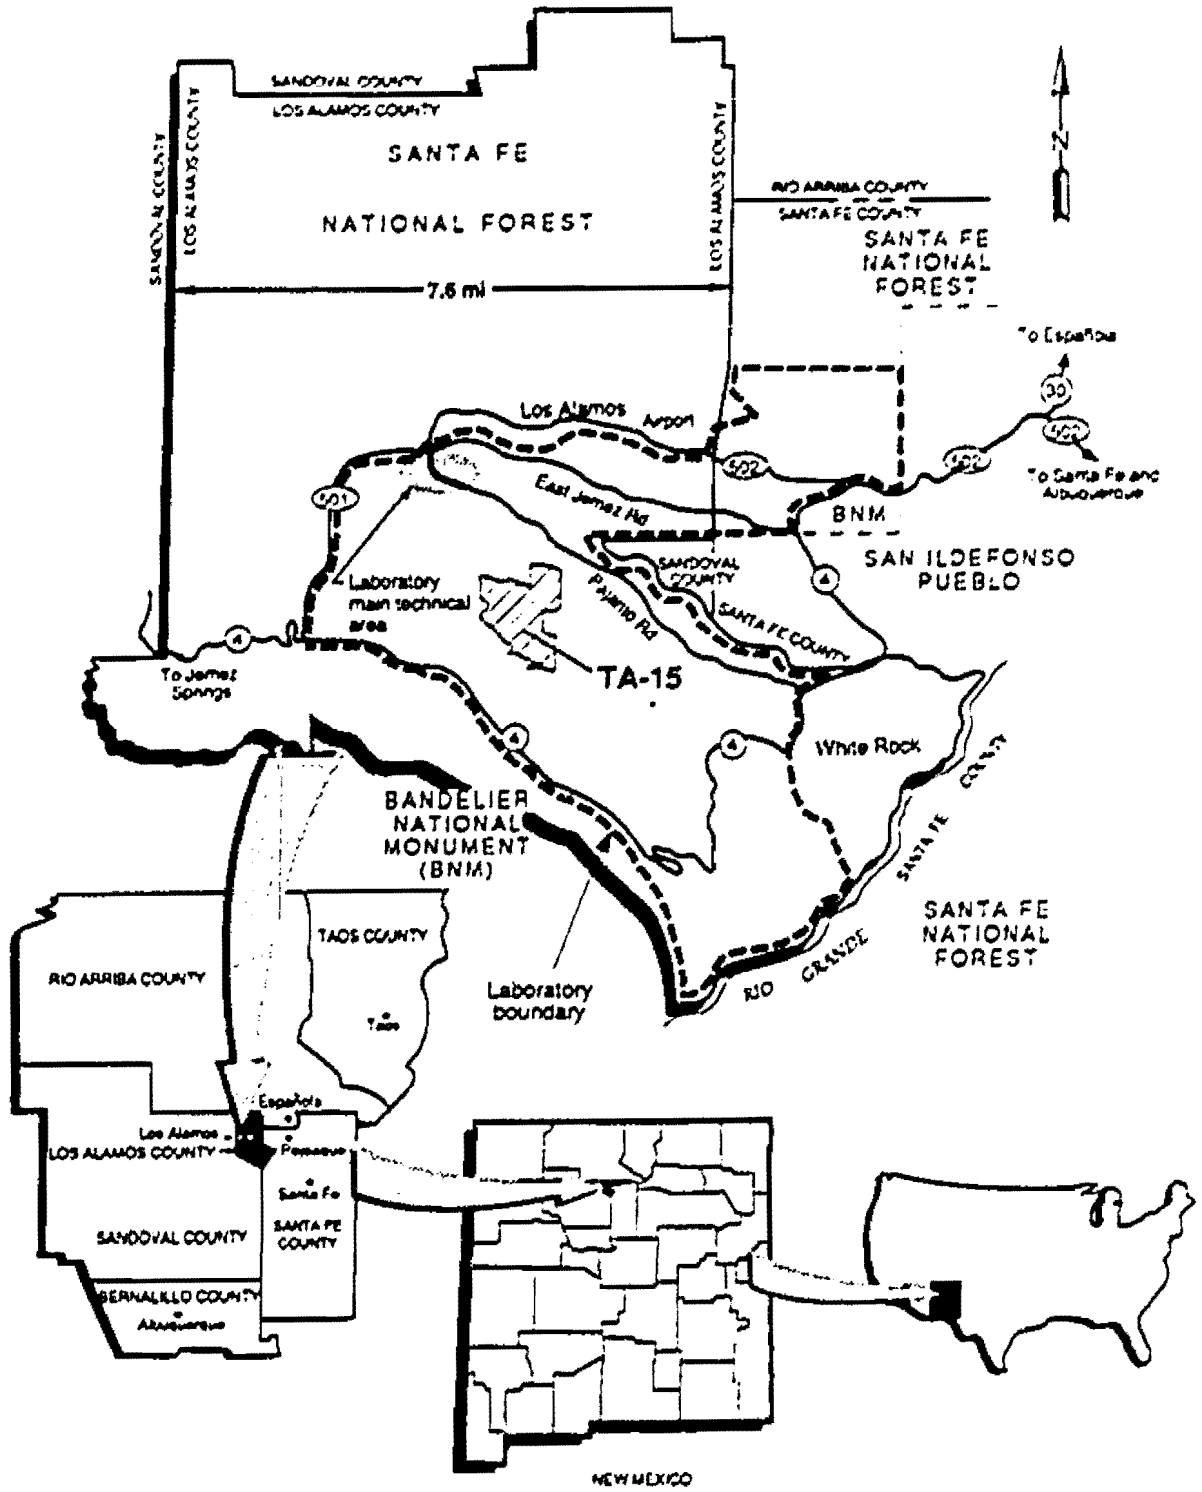 SANDOVAL COUNTY
LOS ALAMOS COUNTY
SANDOVAL COUNTY
LOS ALAMOS COUNTY
SANTA FE
NATIONAL FOREST
LOS ALAMOS COUNTY
N
RIO ARRIBA COUNTY
SANTA FE COUNTY
SANTA FE
NATIONAL
FOREST
7.6 mi
To Española
30
502
To Santa Fe and
Albuquerque
Los Alamos
Airport
502
502
501
East Jemez Rd
BNM
SAN ILDEFONSO
PUEBLO
Laboratory
main technical
area
SANDOVAL
COUNTY
4
Pajarito Rd
SANTA FE COUNTY
TA-15
4
To Jemez
Springs
4
4
White Rock
BANDELIER
NATIONAL
MONUMENT
(BNM)
SANTA FE COUNTY
SANTA FE
NATIONAL
FOREST
RIO GRANDE
Laboratory
boundary
TAOS COUNTY
RIO ARRIBA COUNTY
Taos
Española
Los Alamos
LOS ALAMOS COUNTY
Pojoaque
Santa Fe
SANTA FE
COUNTY
SANDOVAL COUNTY
BERNALILLO COUNTY
Albuquerque
NEW MEXICO